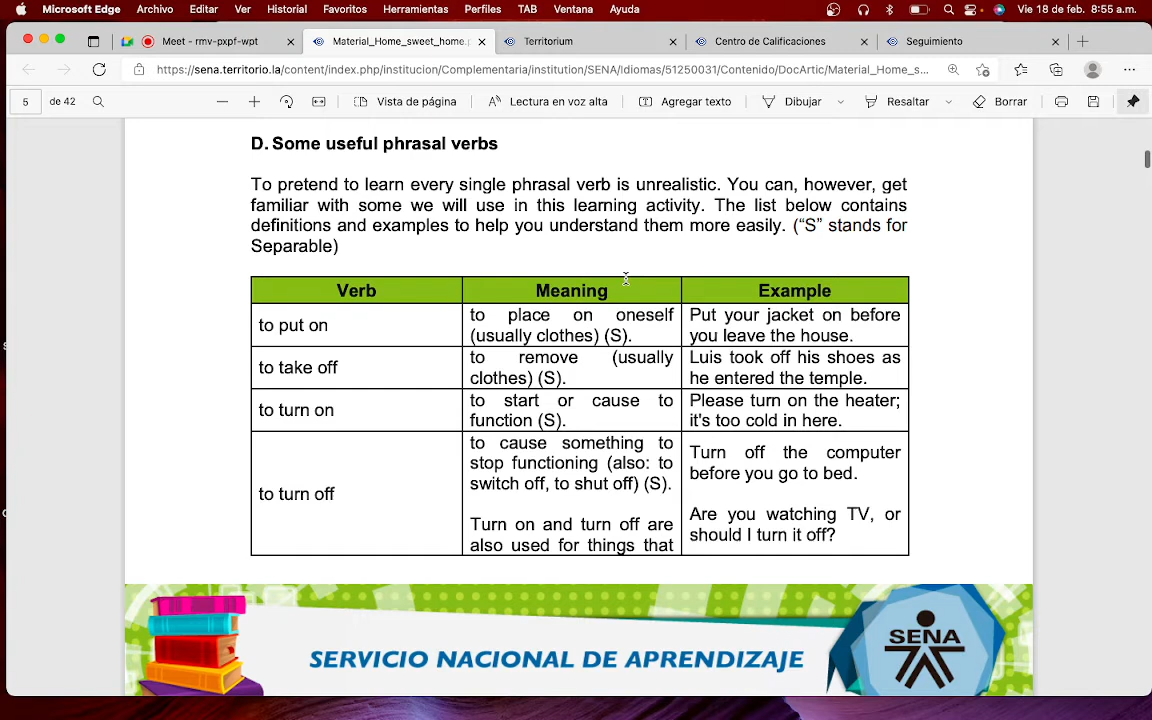 Microsoft Edge Archivo Editar Ver Historial Favoritos Herramientas Perfiles TAB Ventana Ayuda Vie 18 de feb. 8:55 a.m.
Meet - rmv-pxpf-wpt Material_Home_sweet_home. Territorium Centro de Calificaciones Seguimiento
https://sena.territorio.la/content/index.php/institucion/Complementaria/institution/SENA/Idiomas/51250031/Contenido/DocArtic/Material_Home_s...
5 de 42 Vista de página Lectura en voz alta Agregar texto Dibujar Resaltar Borrar
D. Some useful phrasal verbs
To pretend to learn every single phrasal verb is unrealistic. You can, however, get
familiar with some we will use in this learning activity. The list below contains
definitions and examples to help you understand them more easily. (“S” stands for
Separable)
Verb Meaning Example
to put on
to place on oneself
(usually clothes) (S).
Put your jacket on before
you leave the house.
to take off
to remove (usually
clothes) (S).
Luis took off his shoes as
he entered the temple.
to turn on
to start or cause to
function (S).
Please turn on the heater;
it's too cold in here.
to turn off
to cause something to
stop functioning (also: to
switch off, to shut off) (S).
Turn on and turn off are
also used for things that
Turn off the computer
before you go to bed.
Are you watching TV, or
should I turn it off?
SERVICIO NACIONAL DE APRENDIZAJE
SENA